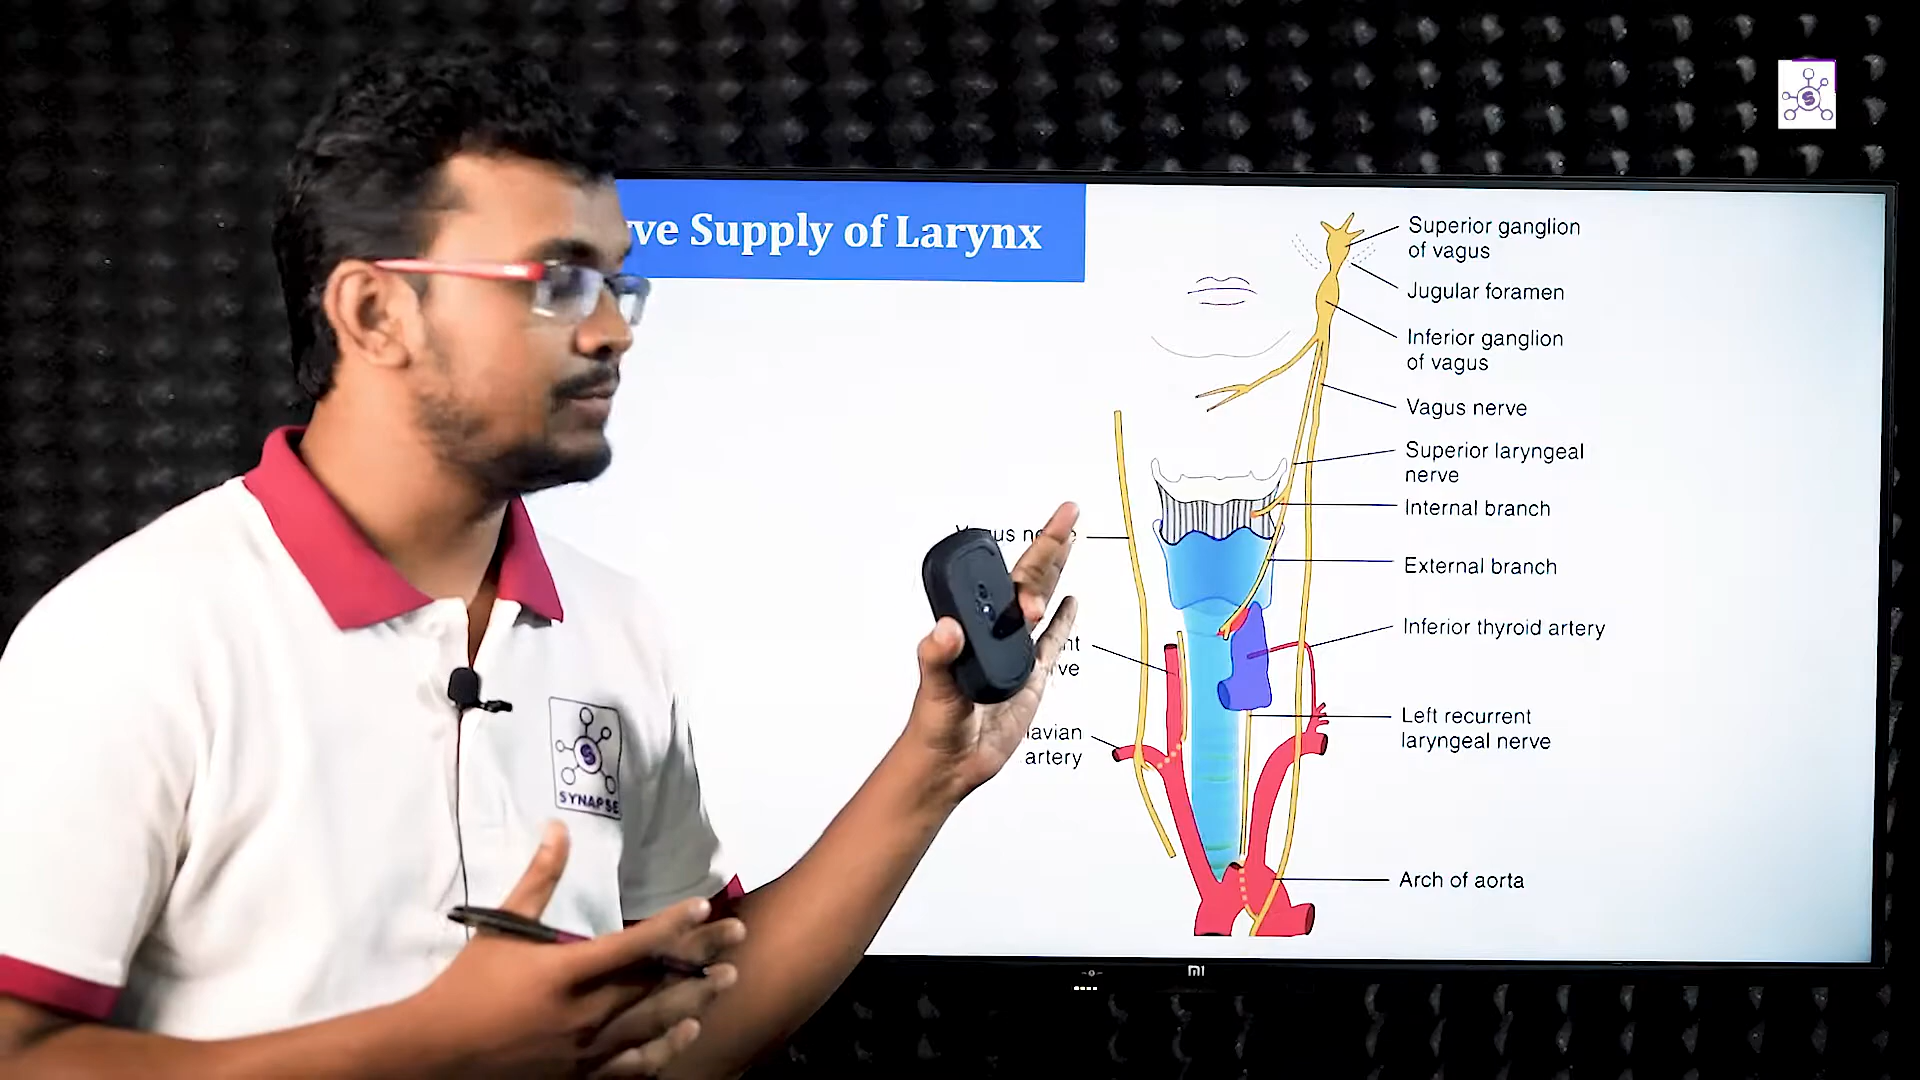 Supply of Larynx
Superior ganglion
of vagus
Jugular foramen
Inferior ganglion
of vagus
Vagus nerve
Superior laryngeal
nerve
Internal branch
External branch
Inferior thyroid artery
Left recurrent
laryngeal nerve
Arch of aorta
artery
SYNAPSE
S
S
mi